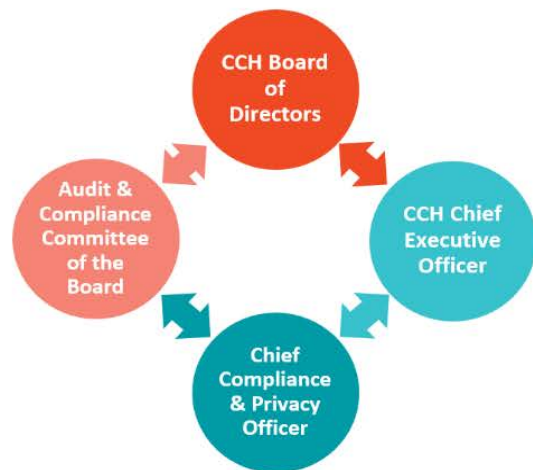 CCH Board
of
Directors
Audit &
Compliance
Committee
of the
Board
CCH Chief
Executive
Officer
Chief
Compliance
& Privacy
Officer